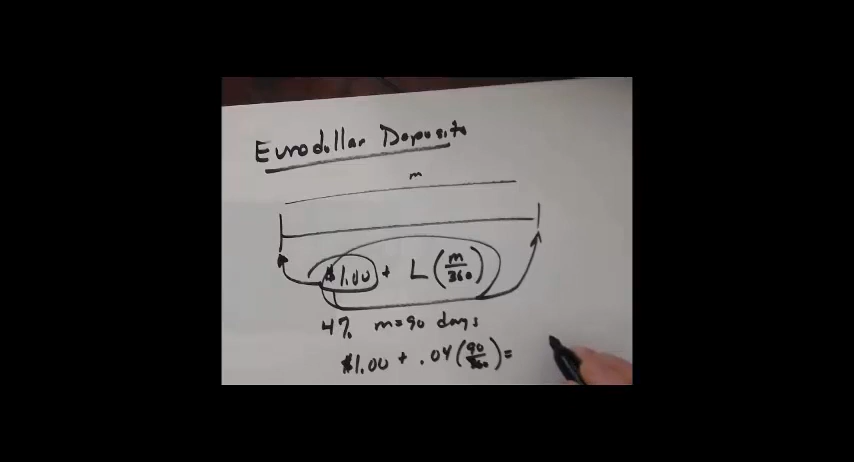 Eurodollar Deposits
m
$1.00 + L (m/360)
4% m=90 days
$1.00 + .04 (90/360) =